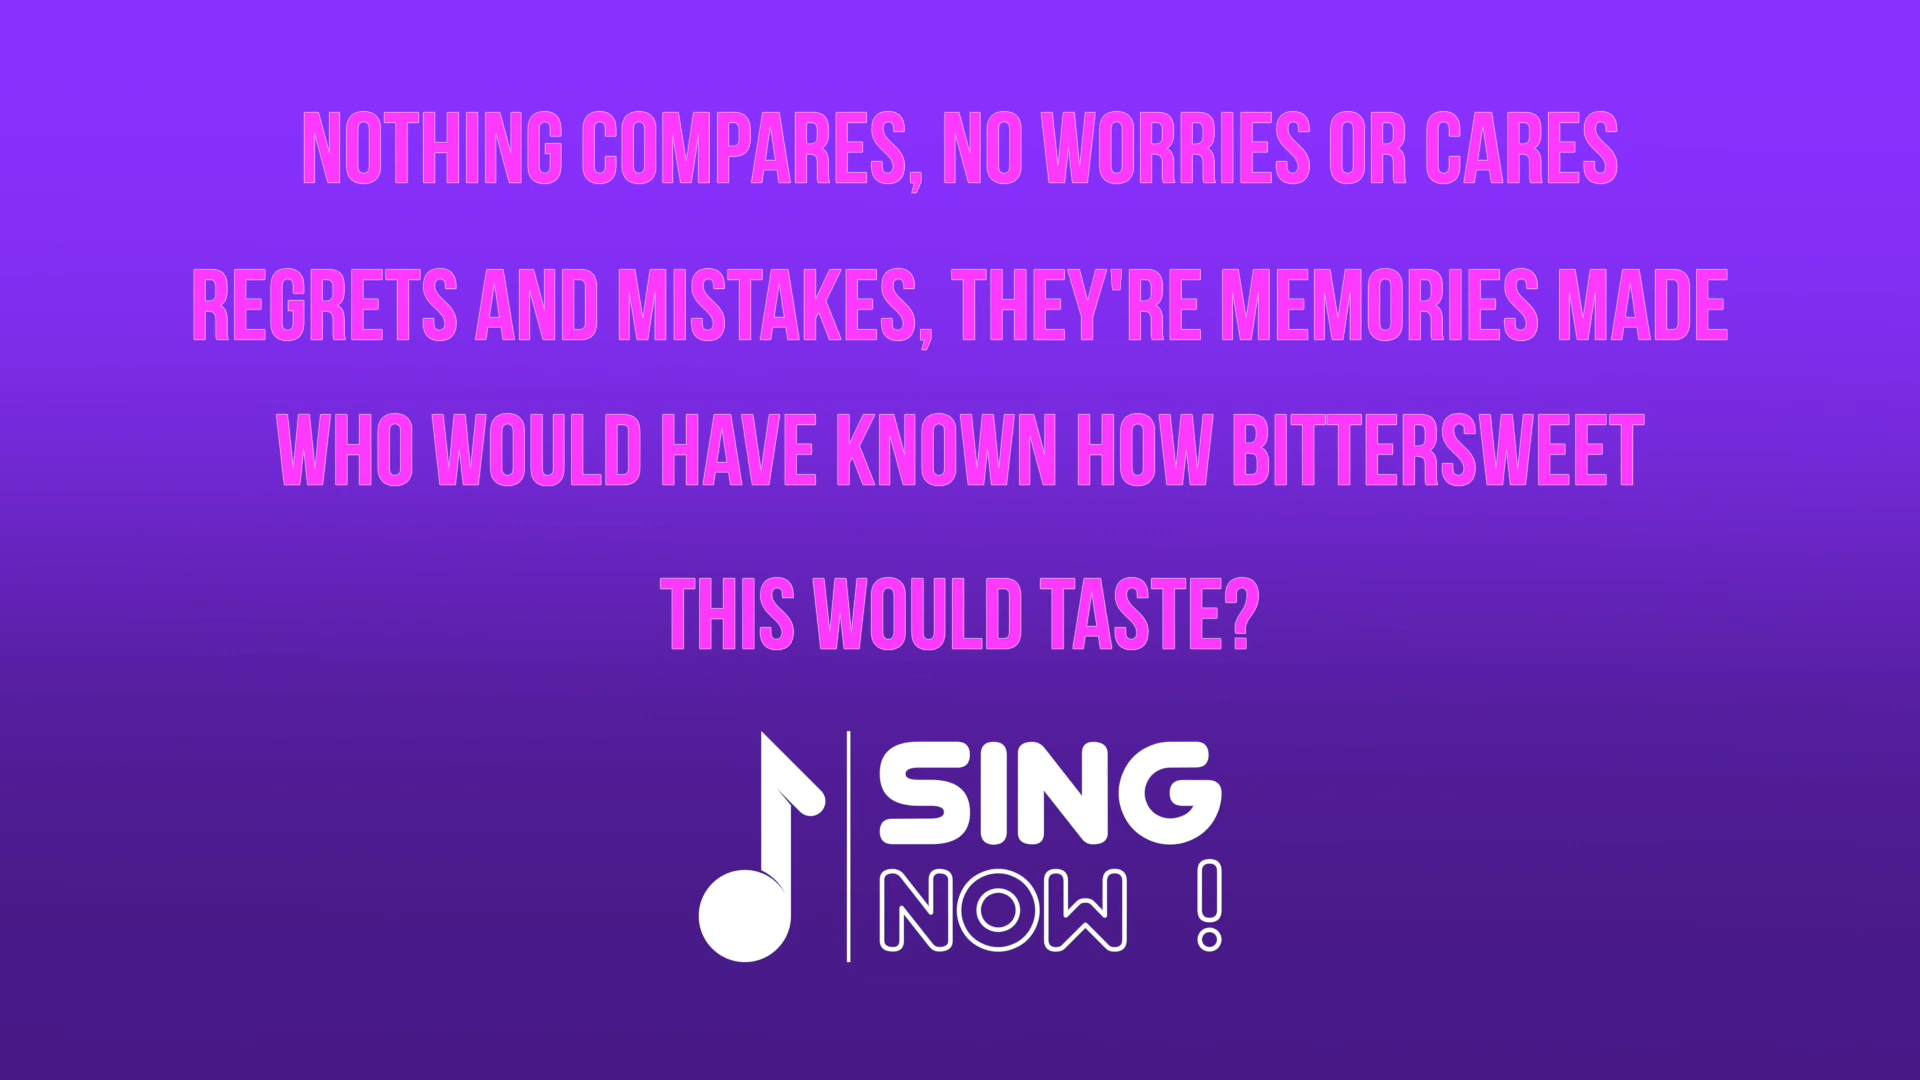 NOTHING COMPARES, NO WORRIES OR CARES
REGRETS AND MISTAKES, THEY'RE MEMORIES MADE
WHO WOULD HAVE KNOWN HOW BITTERSWEET
THIS WOULD TASTE?
SING
NOW !